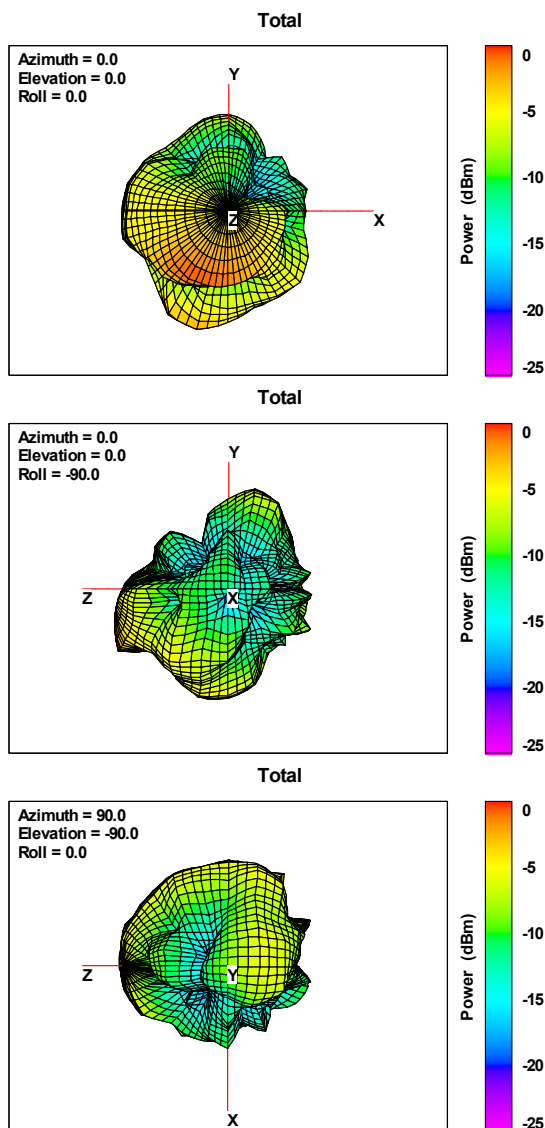 Total
Azimuth = 0.0
Elevation = 0.0
Roll = 0.0
Y
Z
X
0
-5
-10
-15
-20
-25
Power (dBm)
Total
Azimuth = 0.0
Elevation = 0.0
Roll = -90.0
Y
Z
X
0
-5
-10
-15
-20
-25
Power (dBm)
Total
Azimuth = 90.0
Elevation = -90.0
Roll = 0.0
Z
Y
X
0
-5
-10
-15
-20
-25
Power (dBm)